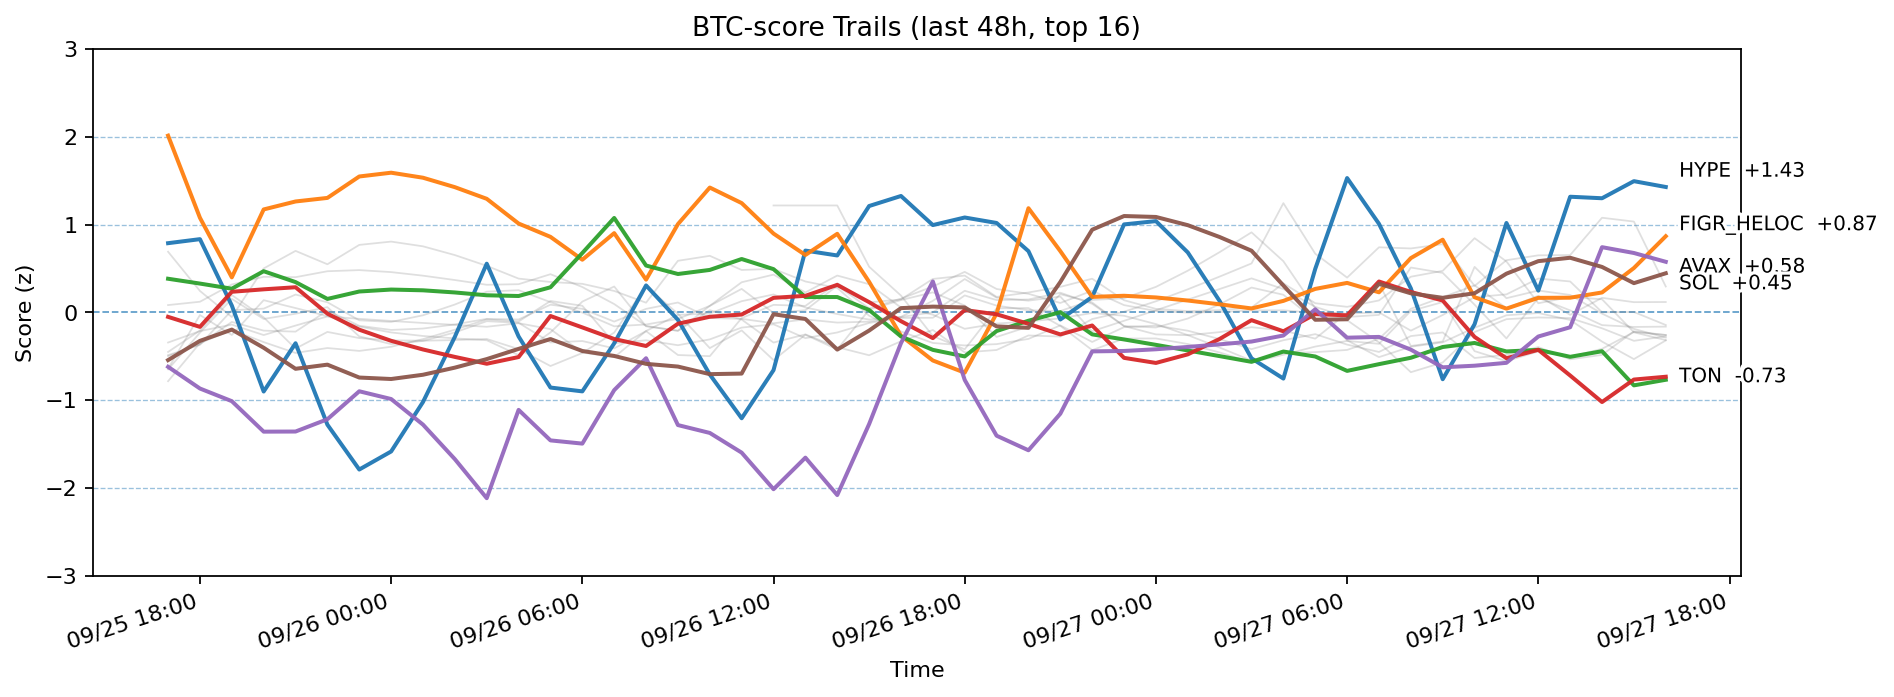 BTC-score Trails (last 48h, top 16)
Score (z)
3
2
1
0
−1
−2
−3
HYPE +1.43
FIGR_HELOC +0.87
AVAX +0.58
SOL +0.45
TON -0.73
09/25 18:00
09/26 00:00
09/26 06:00
09/26 12:00
09/26 18:00
09/27 00:00
09/27 06:00
09/27 12:00
09/27 18:00
Time